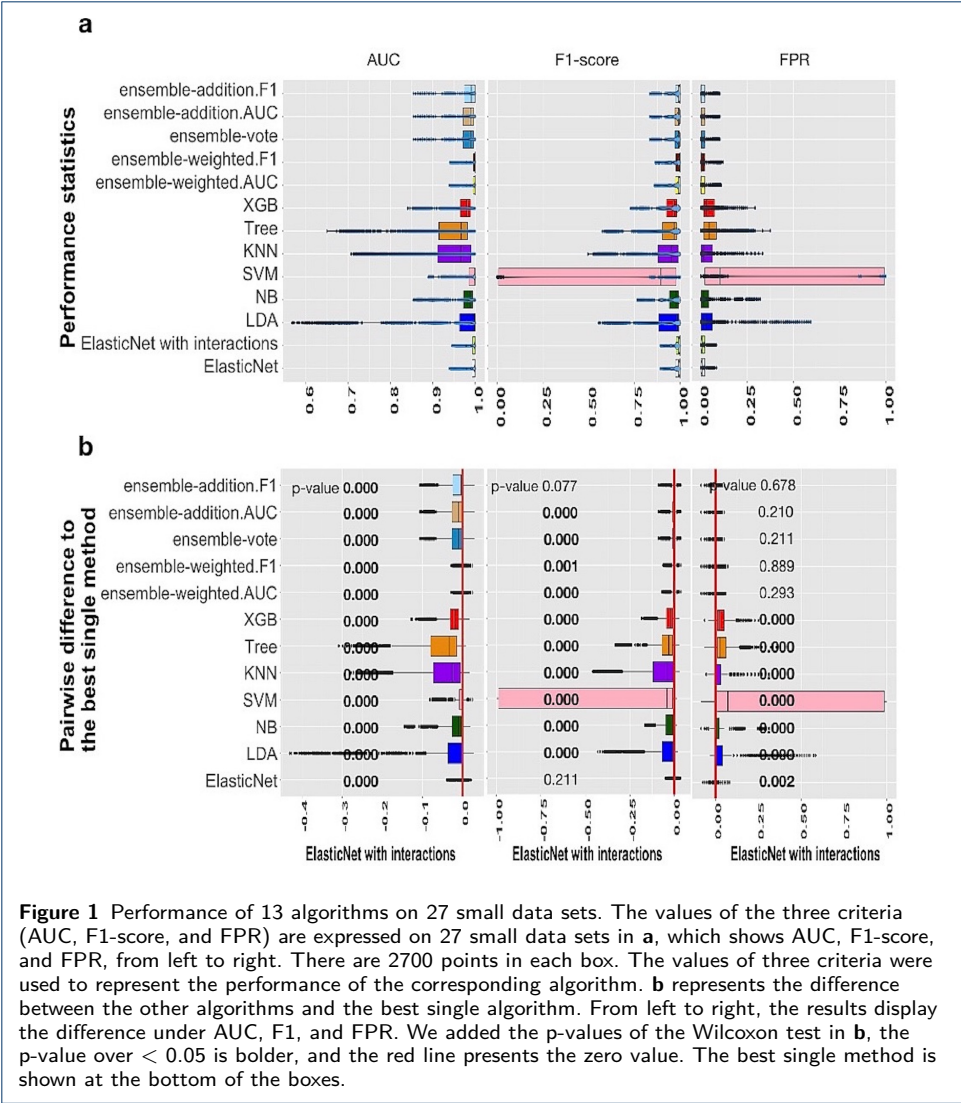 a
AUC F1-score FPR
Performance statistics
ensemble-addition.F1
ensemble-addition.AUC
ensemble-vote
ensemble-weighted.F1
ensemble-weighted.AUC
XGB
Tree
KNN
SVM
NB
LDA
ElasticNet with interactions
ElasticNet
0.6 0.7 0.8 0.9 1.0 0.00 0.25 0.50 0.75 1.00 0.00 0.25 0.50 0.75 1.00
b
Pairwise difference to
the best single method
ensemble-addition.F1 p-value 0.000 p-value 0.077 value 0.678
ensemble-addition.AUC 0.000 0.000 0.210
ensemble-vote 0.000 0.000 0.211
ensemble-weighted.F1 0.000 0.001 0.889
ensemble-weighted.AUC 0.000 0.000 0.293
XGB 0.000 0.000 0.000
Tree 0.000 0.000 0.000
KNN 0.000 0.000 0.000
SVM 0.000 0.000 0.000
NB 0.000 0.000 0.000
LDA 0.000 0.000 0.000
ElasticNet 0.000 0.211 0.002
-0.4 -0.3 -0.2 -0.1 0.0 -1.00 -0.75 -0.50 -0.25 0.00 0.00 0.25 0.50 0.75 1.00
ElasticNet with interactions ElasticNet with interactions ElasticNet with interactions
Figure 1 Performance of 13 algorithms on 27 small data sets. The values of the three criteria
(AUC, F1-score, and FPR) are expressed on 27 small data sets in a, which shows AUC, F1-score,
and FPR, from left to right. There are 2700 points in each box. The values of three criteria were
used to represent the performance of the corresponding algorithm. b represents the difference
between the other algorithms and the best single algorithm. From left to right, the results display
the difference under AUC, F1, and FPR. We added the p-values of the Wilcoxon test in b, the
p-value over < 0.05 is bolder, and the red line presents the zero value. The best single method is
shown at the bottom of the boxes.